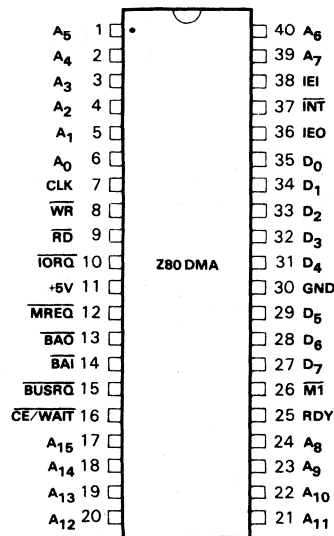 A5 1 40 A6
A4 2 39 A7
A3 3 38 IEI
A2 4 37 INT
A1 5 36 IEO
A0 6 35 D0
CLK 7 34 D1
WR 8 33 D2
RD 9 32 D3
IORQ 10 Z80 DMA 31 D4
+5V 11 30 GND
MREQ 12 29 D5
BAO 13 28 D6
BAI 14 27 D7
BUSRQ 15 26 M1
CE/WAIT 16 25 RDY
A15 17 24 A8
A14 18 23 A9
A13 19 22 A10
A12 20 21 A11